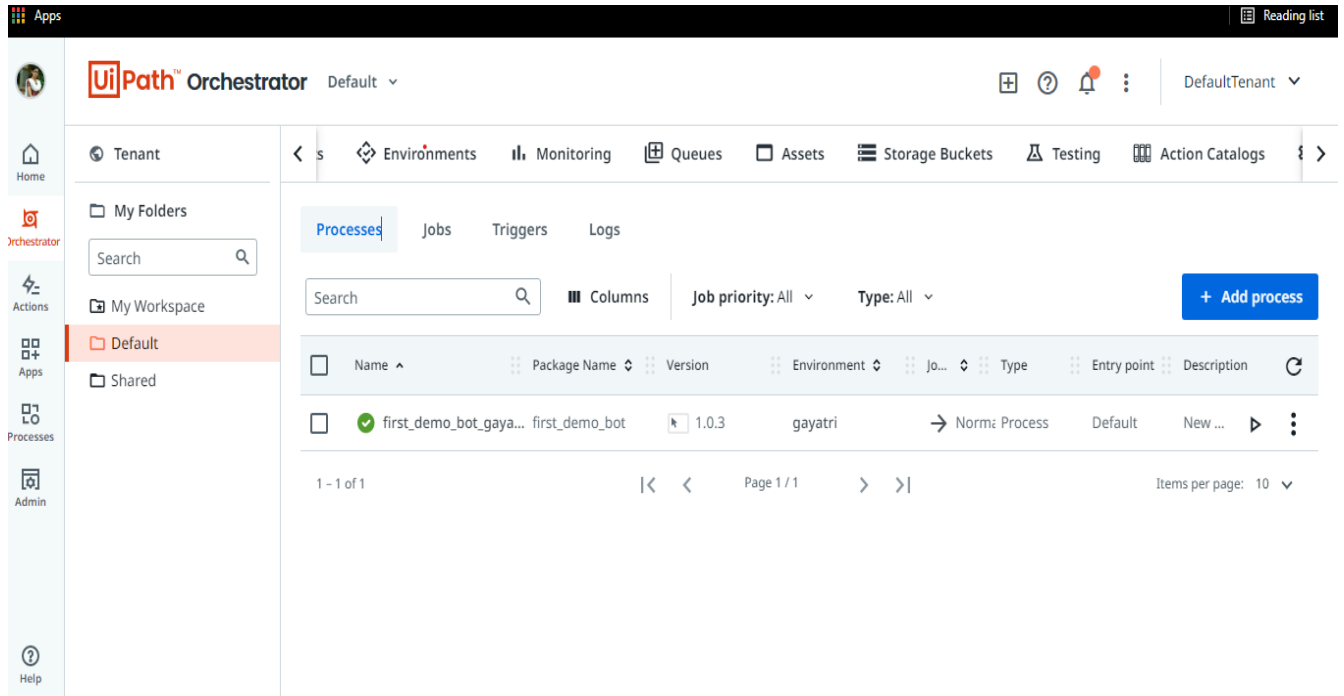 Apps Reading list
UiPath™ Orchestrator Default DefaultTenant
Home
Orchestrator
Actions
Apps
Processes
Admin
Help
Tenant
My Folders
Search
My Workspace
Default
Shared
s Environments Monitoring Queues Assets Storage Buckets Testing Action Catalogs
Processes Jobs Triggers Logs
Search Columns Job priority: All Type: All + Add process
Name Package Name Version Environment Jo... Type Entry point Description
first_demo_bot_gaya... first_demo_bot 1.0.3 gayatri Norma Process Default New ...
1 – 1 of 1 Page 1 / 1 Items per page: 10